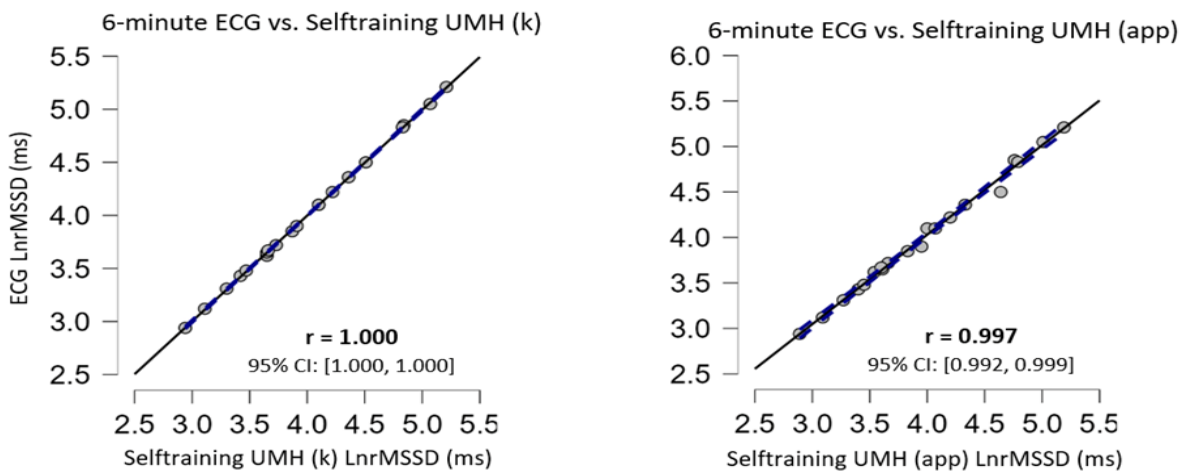 6-minute ECG vs. Selftraining UMH (k)
5.5
5.0
4.5
4.0
3.5
3.0
2.5
ECG LnrMSSD (ms)
r = 1.000
95% CI: [1.000, 1.000]
2.5 3.0 3.5 4.0 4.5 5.0 5.5
Selftraining UMH (k) LnrMSSD (ms)
6-minute ECG vs. Selftraining UMH (app)
6.0
5.5
5.0
4.5
4.0
3.5
3.0
2.5
r = 0.997
95% CI: [0.992, 0.999]
2.5 3.0 3.5 4.0 4.5 5.0 5.5
Selftraining UMH (app) LnrMSSD (ms)